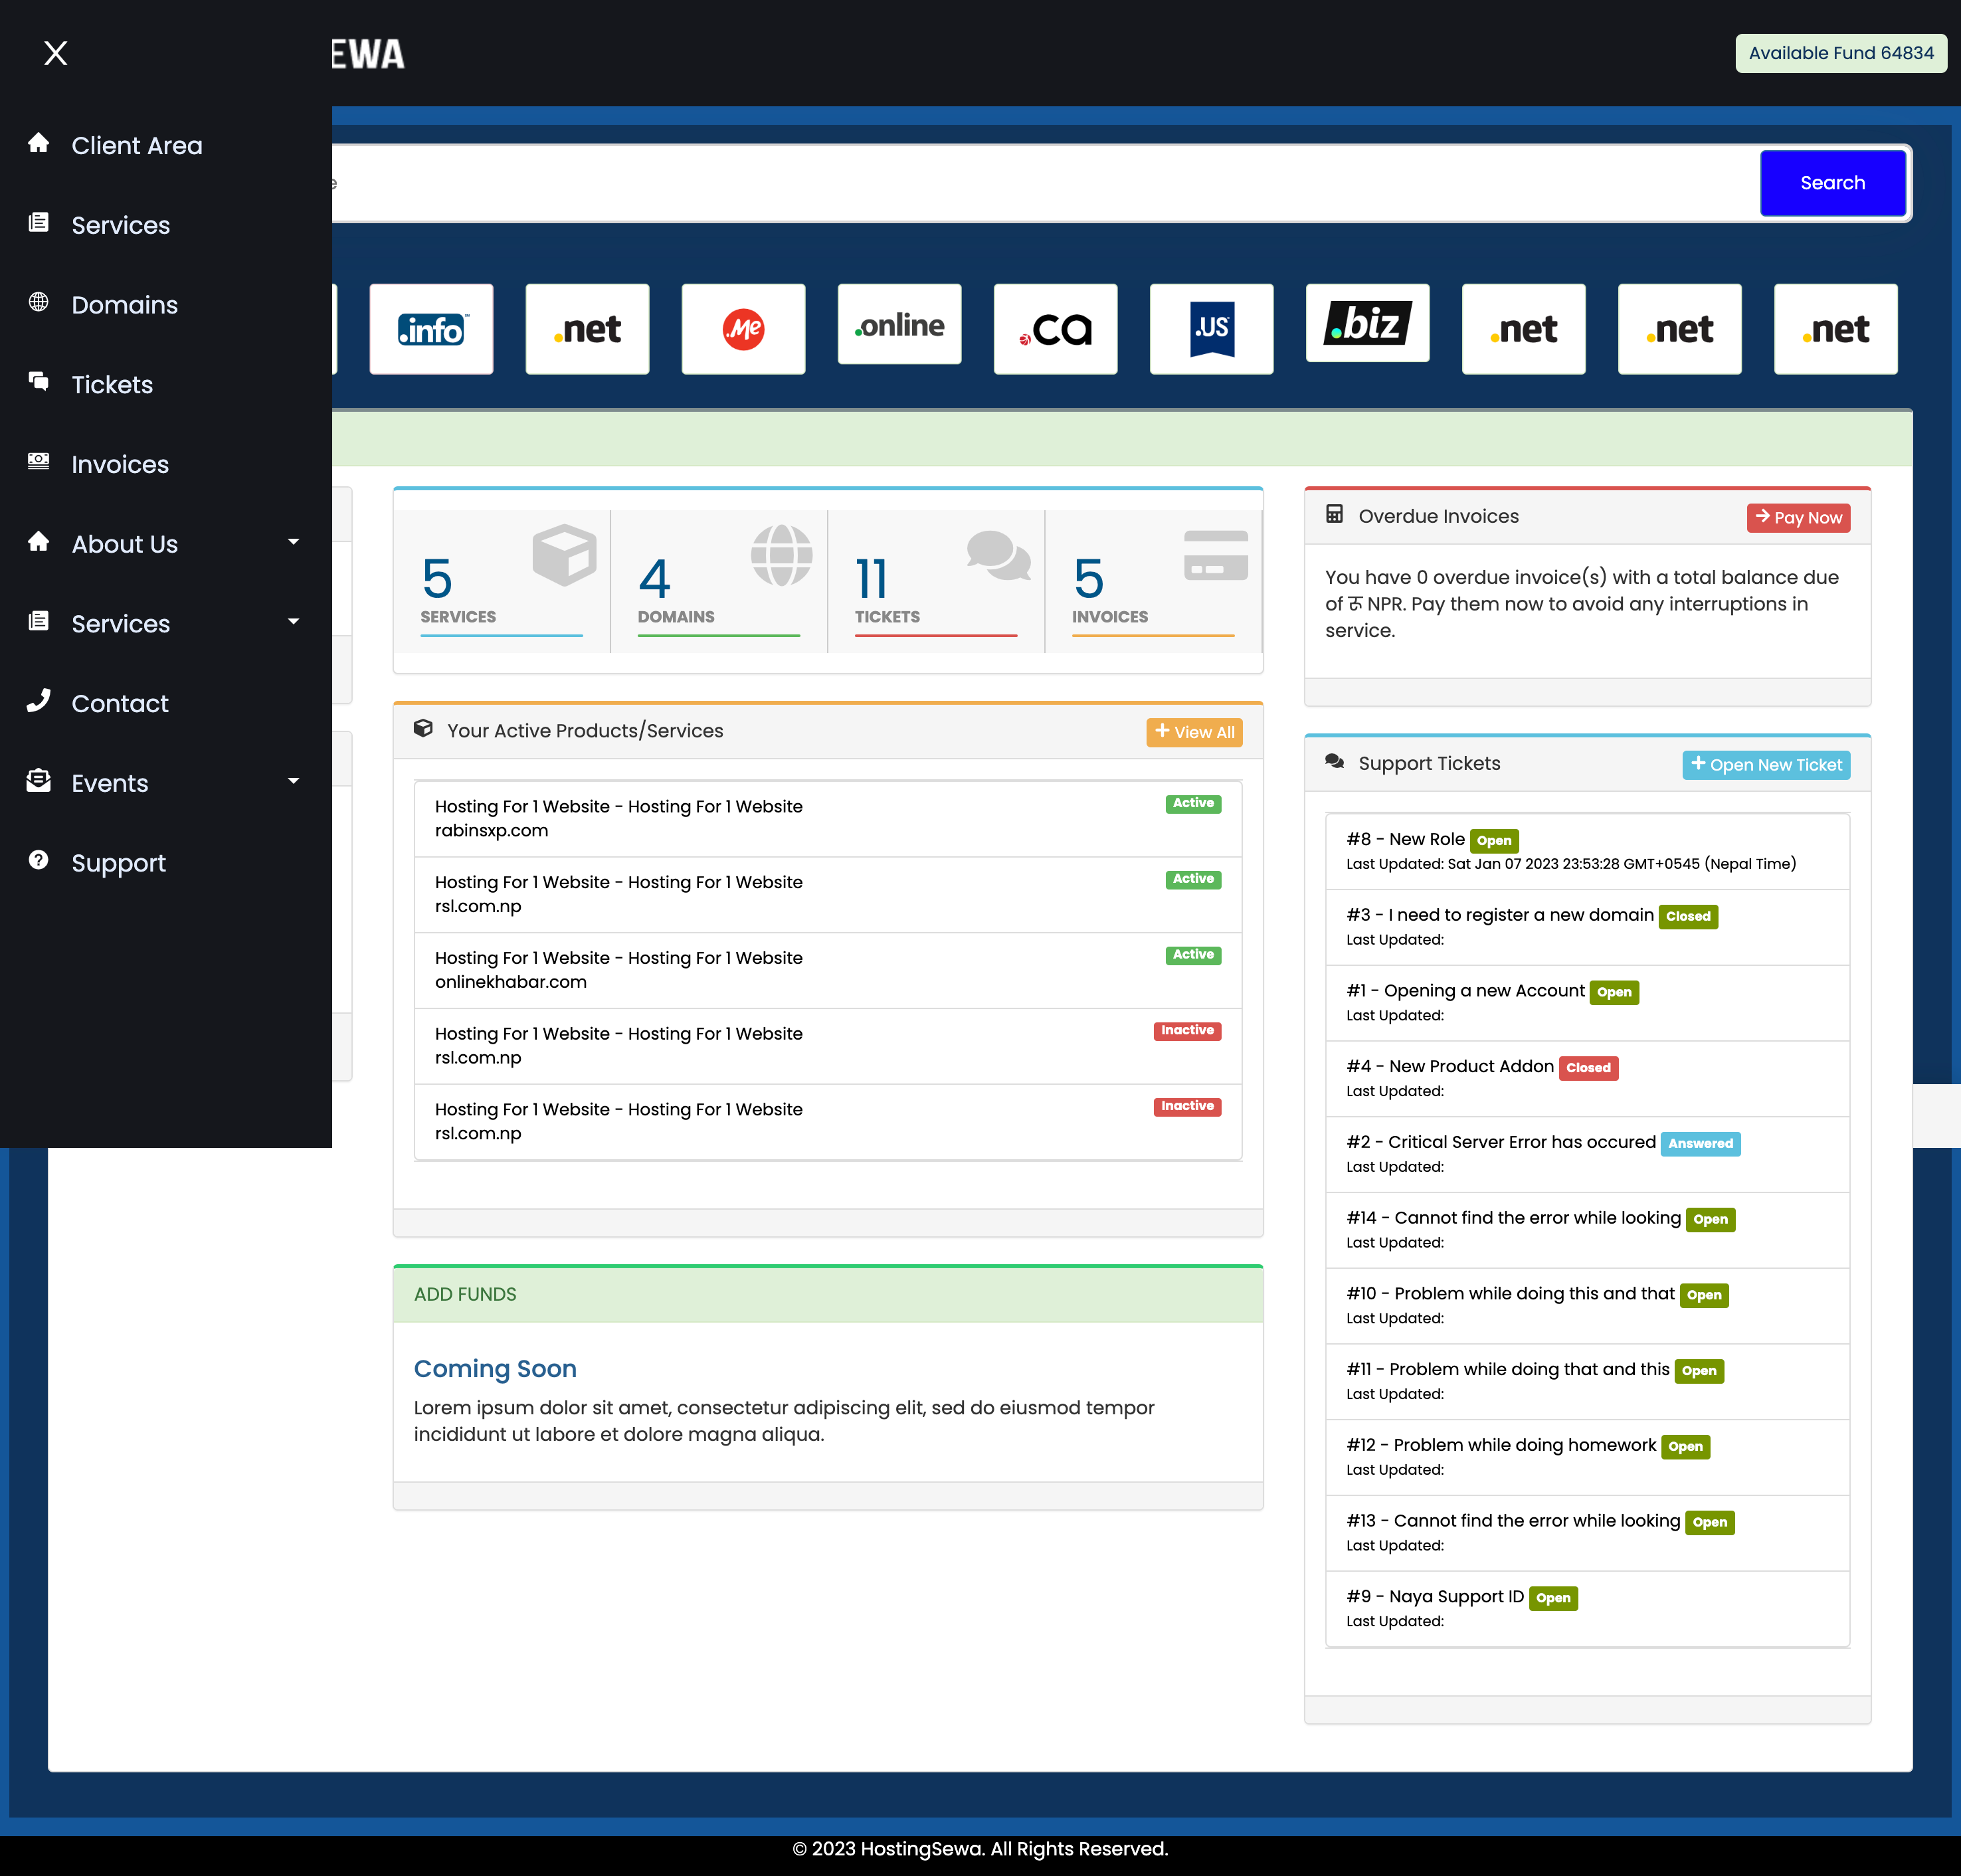 X
EWA
Available Fund 64834
Client Area
Services
Domains
Tickets
Invoices
About Us
Services
Contact
Events
Support
Search
.info
.net
.Me
.online
.ca
.US
.biz
.net
.net
.net
5
SERVICES
4
DOMAINS
11
TICKETS
5
INVOICES
Your Active Products/Services
View All
Hosting For 1 Website - Hosting For 1 Website
Active
rabinsxp.com
Hosting For 1 Website - Hosting For 1 Website
Active
rsl.com.np
Hosting For 1 Website - Hosting For 1 Website
Active
onlinekhabar.com
Hosting For 1 Website - Hosting For 1 Website
Inactive
rsl.com.np
Hosting For 1 Website - Hosting For 1 Website
Inactive
rsl.com.np
ADD FUNDS
Coming Soon
Lorem ipsum dolor sit amet, consectetur adipiscing elit, sed do eiusmod tempor
incididunt ut labore et dolore magna aliqua.
Overdue Invoices
Pay Now
You have 0 overdue invoice(s) with a total balance due
of रू NPR. Pay them now to avoid any interruptions in
service.
Support Tickets
Open New Ticket
#8 - New Role Open
Last Updated: Sat Jan 07 2023 23:53:28 GMT+0545 (Nepal Time)
#3 - I need to register a new domain Closed
Last Updated:
#1 - Opening a new Account Open
Last Updated:
#4 - New Product Addon Closed
Last Updated:
#2 - Critical Server Error has occured Answered
Last Updated:
#14 - Cannot find the error while looking Open
Last Updated:
#10 - Problem while doing this and that Open
Last Updated:
#11 - Problem while doing that and this Open
Last Updated:
#12 - Problem while doing homework Open
Last Updated:
#13 - Cannot find the error while looking Open
Last Updated:
#9 - Naya Support ID Open
Last Updated:
© 2023 HostingSewa. All Rights Reserved.